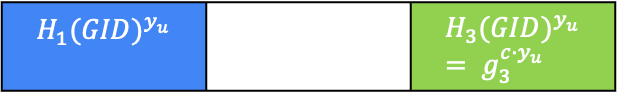 H₁(GID)^{y_u}
H₃(GID)^{y_u}
= g₃^{c·y_u}